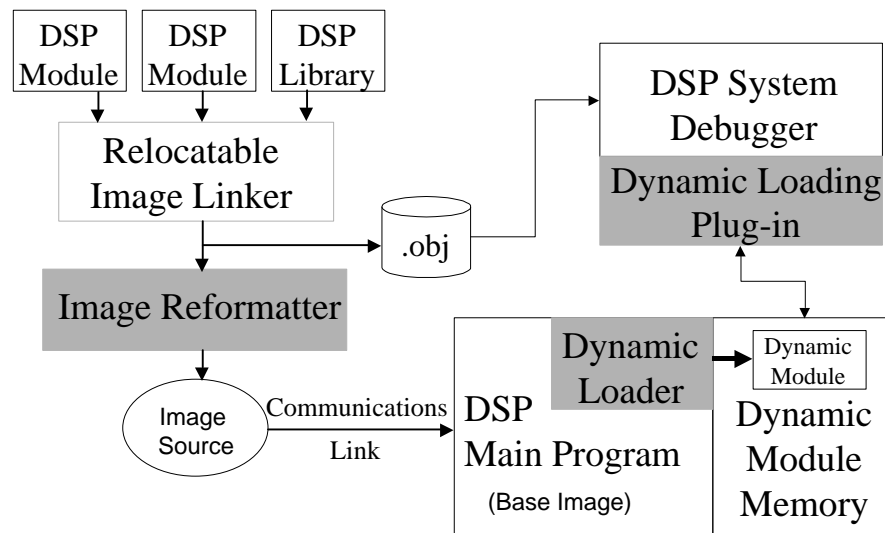 DSP
Module
DSP
Module
DSP
Library
Relocatable
Image Linker
.obj
DSP System
Debugger
Dynamic Loading
Plug-in
Image Reformatter
Image
Source
Communications
Link
DSP
Main Program
(Base Image)
Dynamic
Loader
Dynamic
Module
Dynamic
Module
Memory